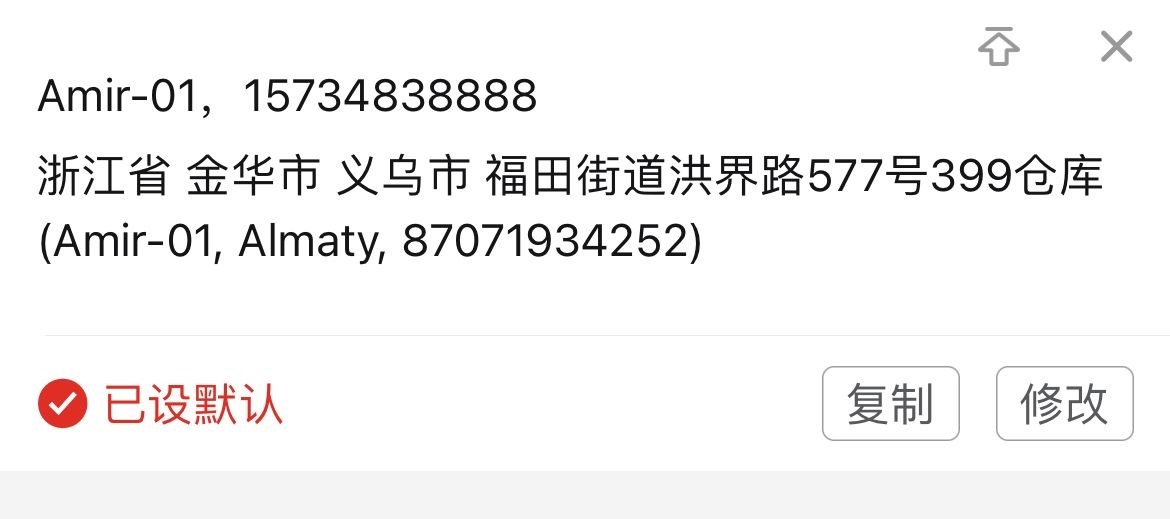 Amir-01，15734838888
浙江省 金华市 义乌市 福田街道洪界路577号399仓库
(Amir-01, Almaty, 87071934252)
已设默认
复制
修改